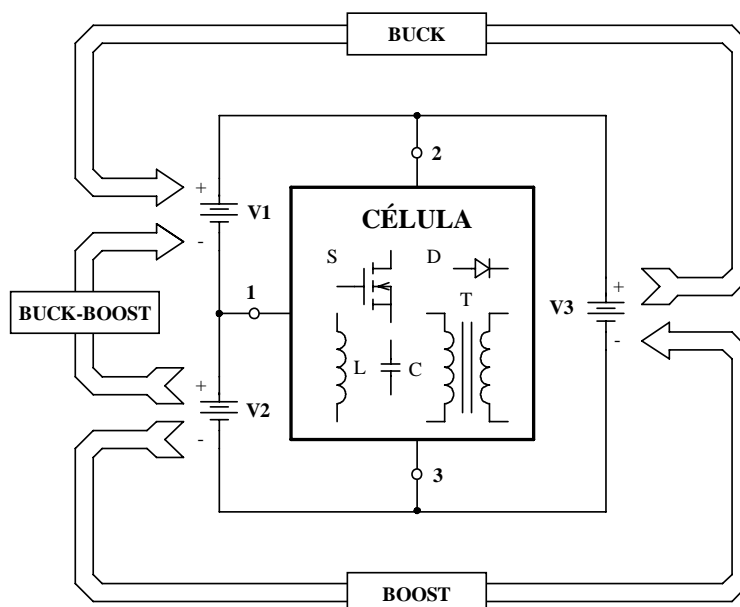 BUCK
2
+
V1
-
CÉLULA
S
D
T
1
L
C
BUCK-BOOST
+
V3
-
+
V2
-
3
BOOST